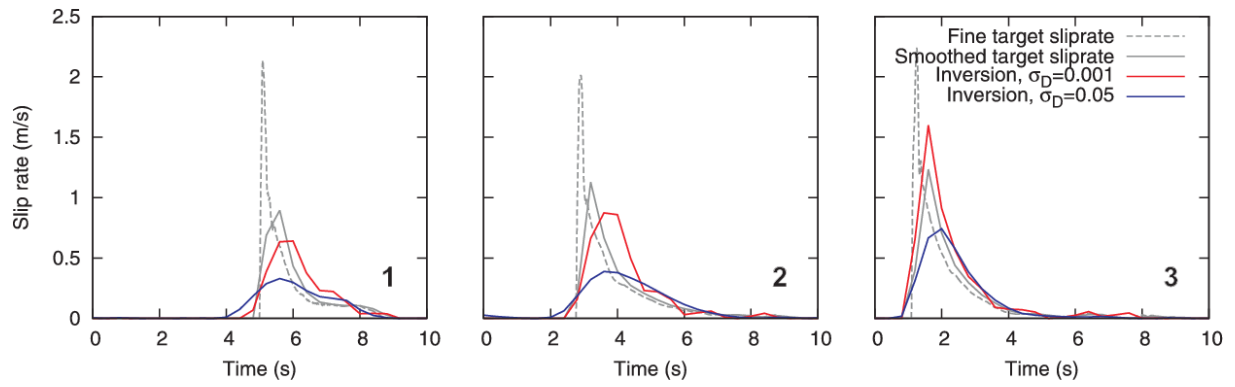 2.5
2
1.5
1
0.5
0
Slip rate (m/s)
0 2 4 6 8 10
Time (s)
1
0 2 4 6 8 10
Time (s)
2
Fine target sliprate
Smoothed target sliprate
Inversion, σD=0.001
Inversion, σD=0.05
0 2 4 6 8 10
Time (s)
3